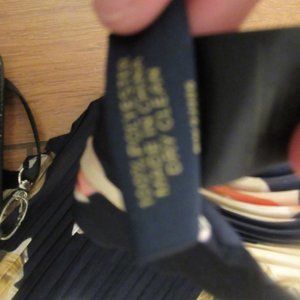 100% POLYESTER
MADE IN CHINA
DRY CLEAN